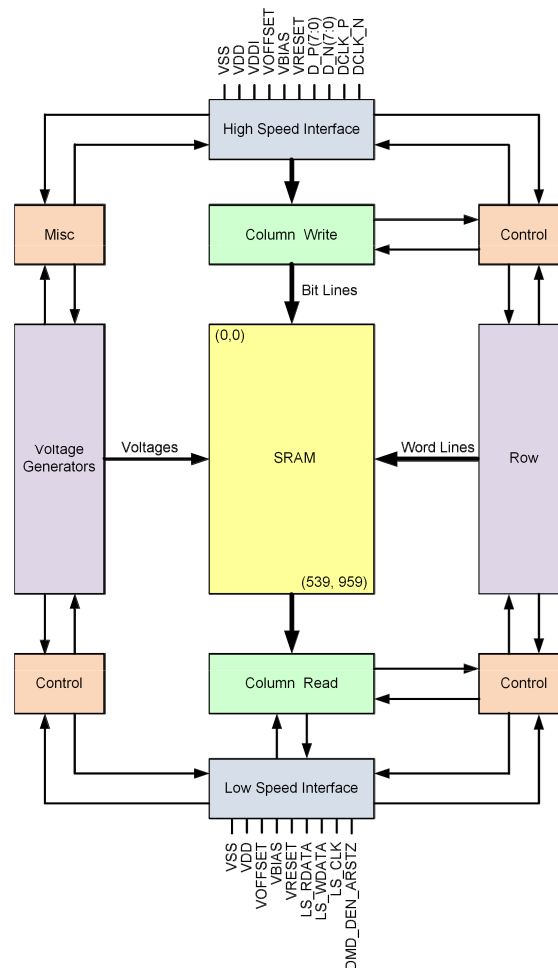 VSS
VDD
VDDI
VOFFSET
VBIAS
VRESET
D_P(7:0)
D_N(7:0)
DCLK_P
DCLK_N
High Speed Interface
Misc
Column Write
Control
Bit Lines
(0,0)
Voltage
Generators
Voltages
SRAM
Word Lines
Row
(539, 959)
Control
Column Read
Control
Low Speed Interface
VSS
VDD
VOFFSET
VBIAS
VRESET
LS_RDATA
LS_WDATA
LS_CLK
DMD_DEN_ARSTZ